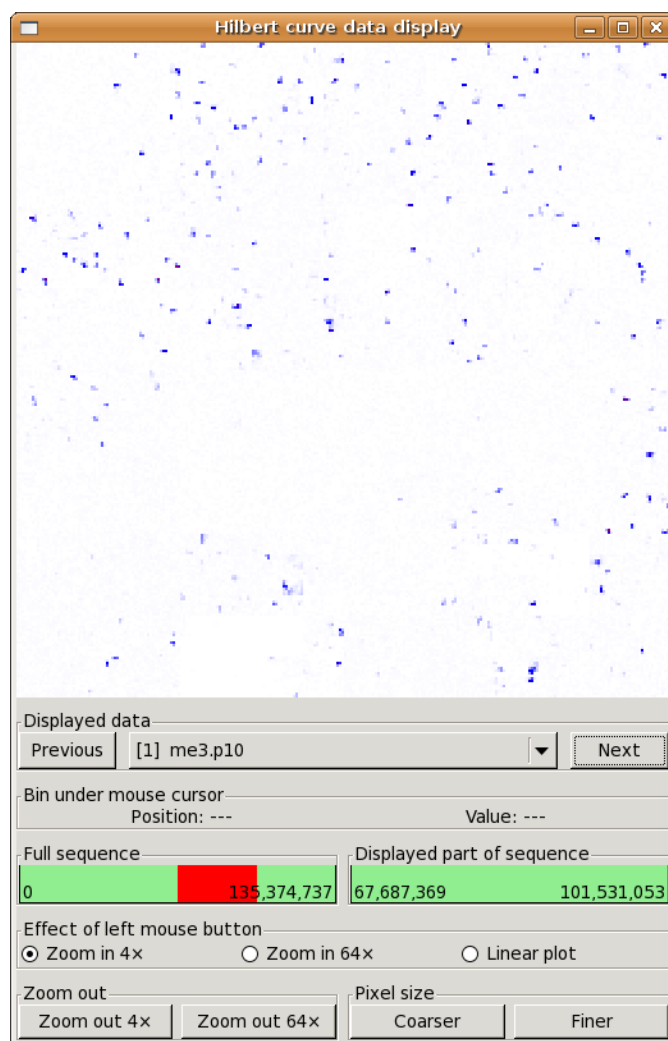 Hilbert curve data display
Displayed data
Previous [1] me3.p10 Next
Bin under mouse cursor
Position: --- Value: ---
Full sequence Displayed part of sequence
0 135,374,737 67,687,369 101,531,053
Effect of left mouse button
Zoom in 4× Zoom in 64× Linear plot
Zoom out Pixel size
Zoom out 4× Zoom out 64× Coarser Finer